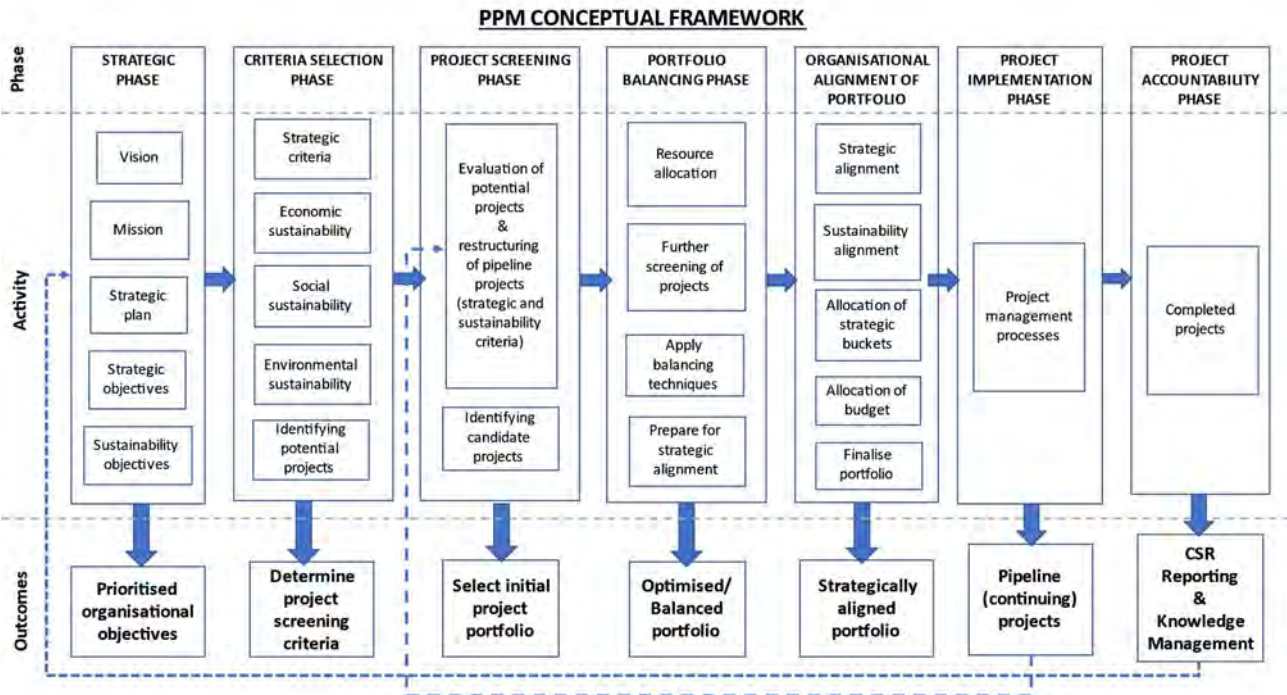 PPM CONCEPTUAL FRAMEWORK
Phase
STRATEGIC
PHASE
CRITERIA SELECTION
PHASE
PROJECT SCREENING
PHASE
PORTFOLIO
BALANCING PHASE
ORGANISATIONAL
ALIGNMENT OF
PORTFOLIO
PROJECT
IMPLEMENTATION
PHASE
PROJECT
ACCOUNTABILITY
PHASE
Activity
Vision
Mission
Strategic
plan
Strategic
objectives
Sustainability
objectives
Strategic
criteria
Economic
sustainability
Social
sustainability
Environmental
sustainability
Identifying
potential
projects
Evaluation of
potential
projects
&
restructuring
of pipeline
projects
(strategic and
sustainability
criteria)
Identifying
candidate
projects
Resource
allocation
Further
screening of
projects
Apply
balancing
techniques
Prepare for
strategic
alignment
Strategic
alignment
Sustainability
alignment
Allocation of
strategic
buckets
Allocation of
budget
Finalise
portfolio
Project
management
processes
Completed
projects
Outcomes
Prioritised
organisational
objectives
Determine
project
screening
criteria
Select initial
project
portfolio
Optimised/
Balanced
portfolio
Strategically
aligned
portfolio
Pipeline
(continuing)
projects
CSR
Reporting
&
Knowledge
Management